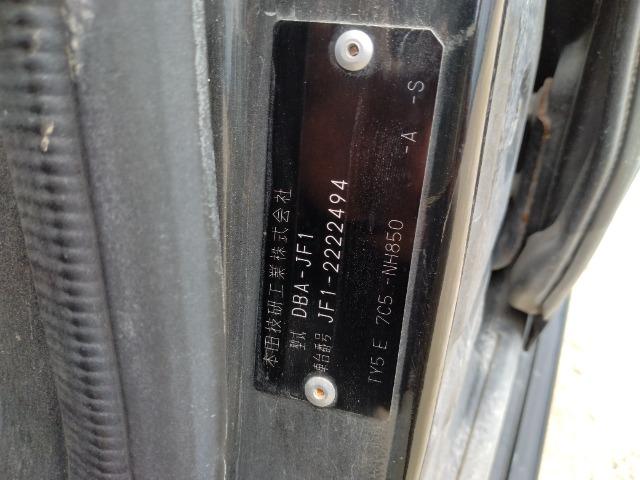 本田技研工業株式会社
型式 DBA-JF1
車台番号 JF1-2222494
TY5 E 7C5 -NH850 -A -S